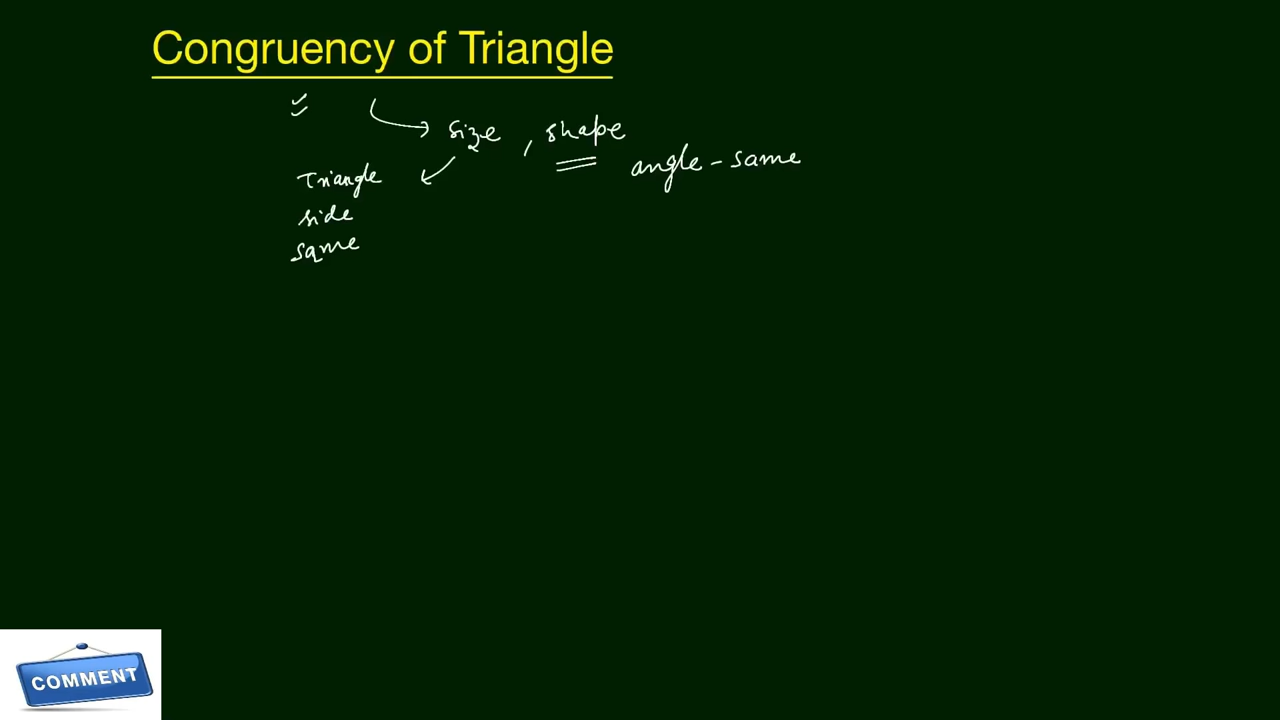 Congruency of Triangle
size , shape
angle - same
Triangle
side
same
COMMENT